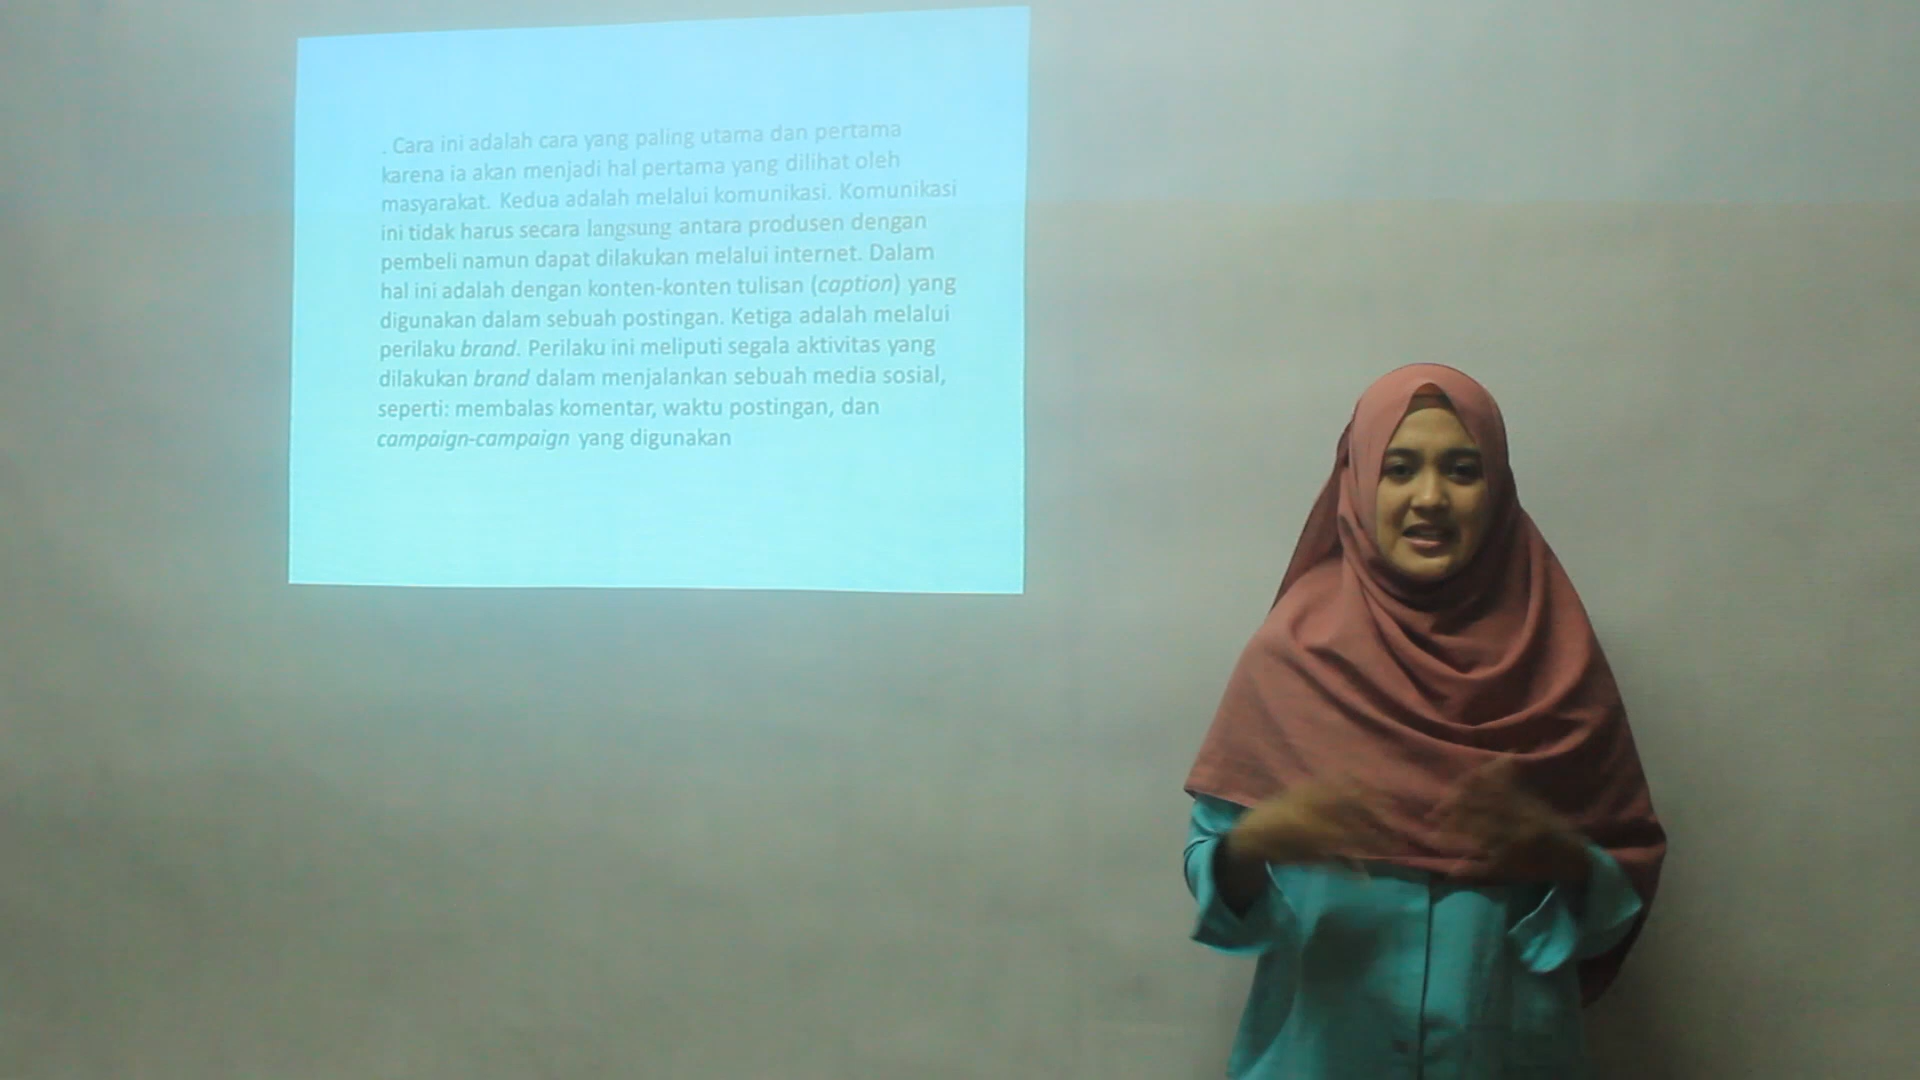 . Cara ini adalah cara yang paling utama dan pertama
karena ia akan menjadi hal pertama yang dilihat oleh
masyarakat. Kedua adalah melalui komunikasi. Komunikasi
ini tidak harus secara langsung antara produsen dengan
pembeli namun dapat dilakukan melalui internet. Dalam
hal ini adalah dengan konten-konten tulisan (caption) yang
digunakan dalam sebuah postingan. Ketiga adalah melalui
perilaku brand. Perilaku ini meliputi segala aktivitas yang
dilakukan brand dalam menjalankan sebuah media sosial,
seperti: membalas komentar, waktu postingan, dan
campaign-campaign yang digunakan